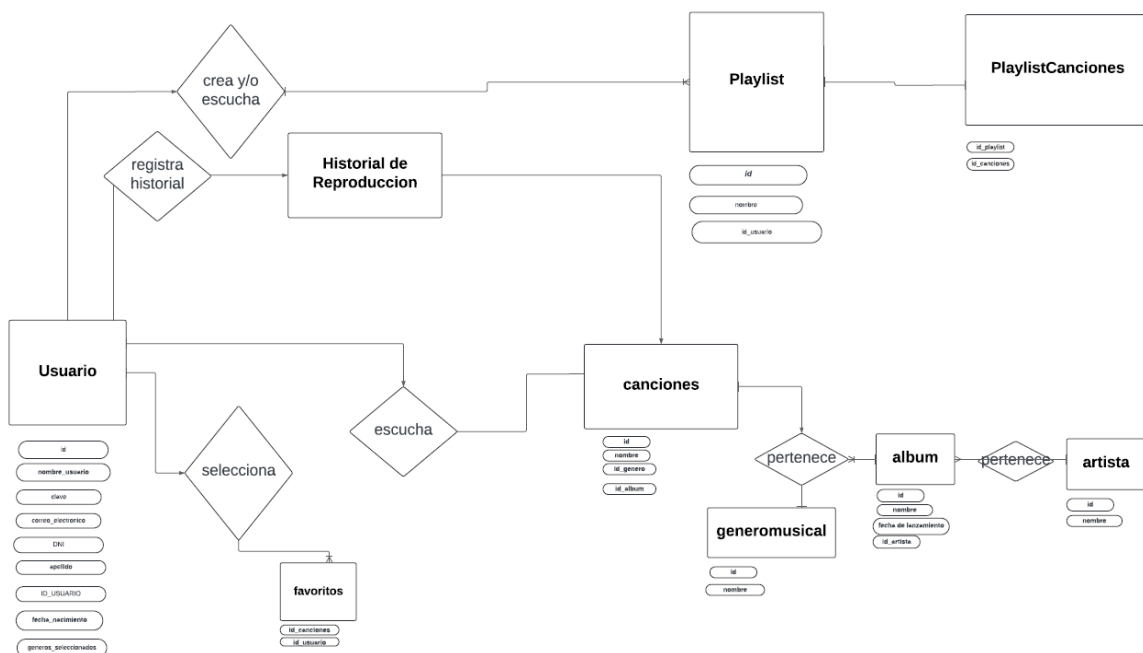 crea y/o
escucha
Playlist
PlaylistCanciones
id_playlist
id_canciones
registra
historial
Historial de
Reproduccion
id
nombre
id_usuario
Usuario
id
nombre_usuario
clave
correo_electronico
DNI
apellido
ID_USUARIO
fecha_nacimiento
generos_seleccionados
selecciona
favoritos
id_canciones
id_usuario
escucha
canciones
id
nombre
id_genero
id_album
pertenece
generomusical
id
nombre
album
id
nombre
fecha de lanzamiento
id_artista
pertenece
artista
id
nombre